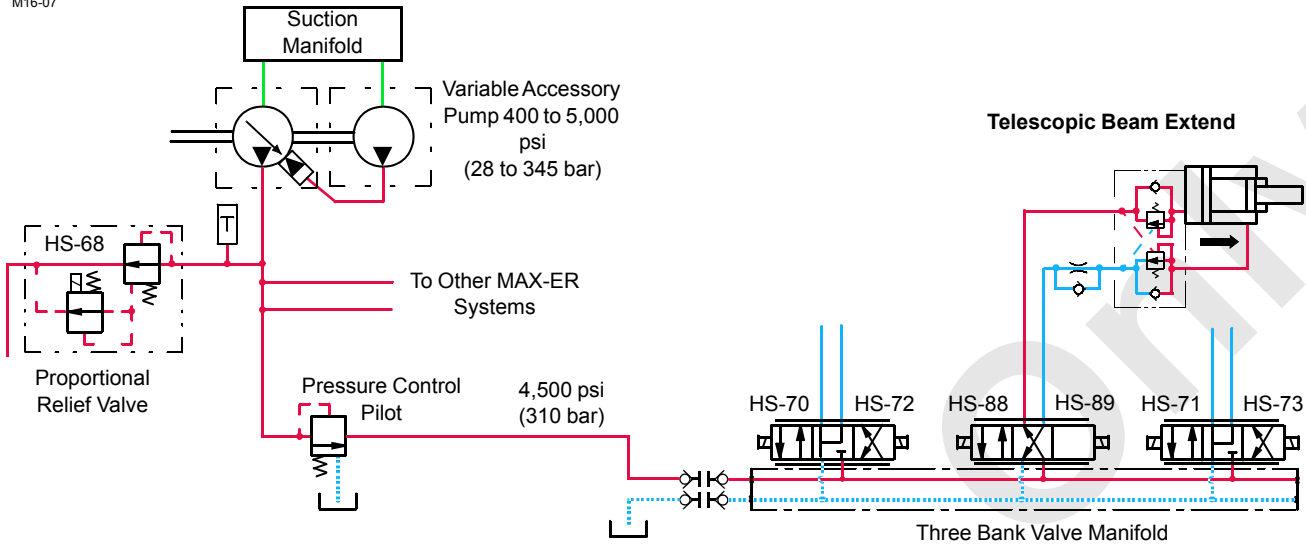 M16-07
Suction
Manifold
Variable Accessory
Pump 400 to 5,000
psi
(28 to 345 bar)
Telescopic Beam Extend
T
HS-68
To Other MAX-ER
Systems
Proportional
Relief Valve
Pressure Control
Pilot
4,500 psi
(310 bar)
HS-70 HS-72 HS-88 HS-89 HS-71 HS-73
Three Bank Valve Manifold